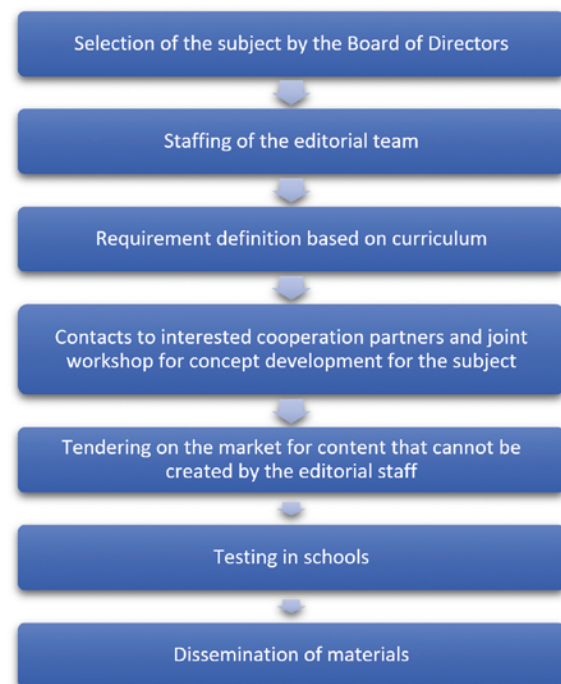 Selection of the subject by the Board of Directors
Staffing of the editorial team
Requirement definition based on curriculum
Contacts to interested cooperation partners and joint
workshop for concept development for the subject
Tendering on the market for content that cannot be
created by the editorial staff
Testing in schools
Dissemination of materials